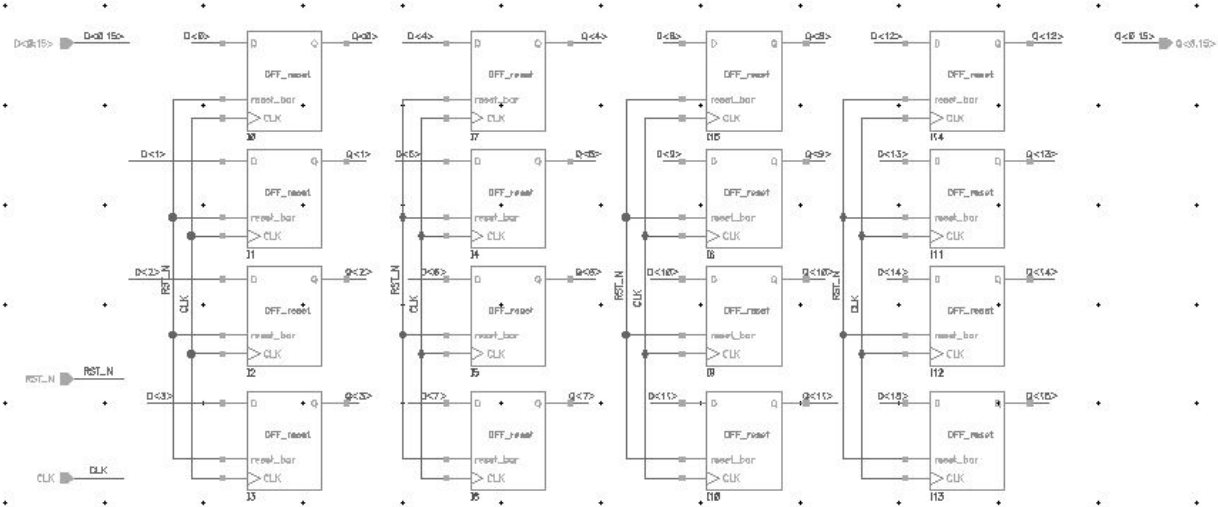 D<0:15> D<0:15> D<0> D Q Q<0> D<4> D Q Q<4> D<8> D Q Q<8> D<12> D Q Q<12> Q<0:15> Q<0:15>
DFF_reset DFF_reset DFF_reset DFF_reset
reset_bar reset_bar reset_bar reset_bar
CLK CLK CLK CLK
I0 I7 I15 I14
D<1> D Q Q<1> D<5> D Q Q<5> D<9> D Q Q<9> D<13> D Q Q<13>
DFF_reset DFF_reset DFF_reset DFF_reset
reset_bar reset_bar reset_bar reset_bar
CLK CLK CLK CLK
I1 I4 I11
RST_N RST_N RST_N RST_N
D<2> D Q Q<2> D<6> D Q Q<6> D<10> D Q Q<10> D<14> D Q Q<14>
CLK CLK CLK CLK
DFF_reset DFF_reset DFF_reset DFF_reset
reset_bar reset_bar reset_bar reset_bar
CLK CLK CLK CLK
I2 I5 I9 I12
RST_N RST_N
D<3> D Q Q<3> D<7> D Q Q<7> D<11> D Q Q<11> D<15> D Q Q<15>
DFF_reset DFF_reset DFF_reset DFF_reset
reset_bar reset_bar reset_bar reset_bar
CLK CLK CLK CLK CLK CLK
I3 I10 I13